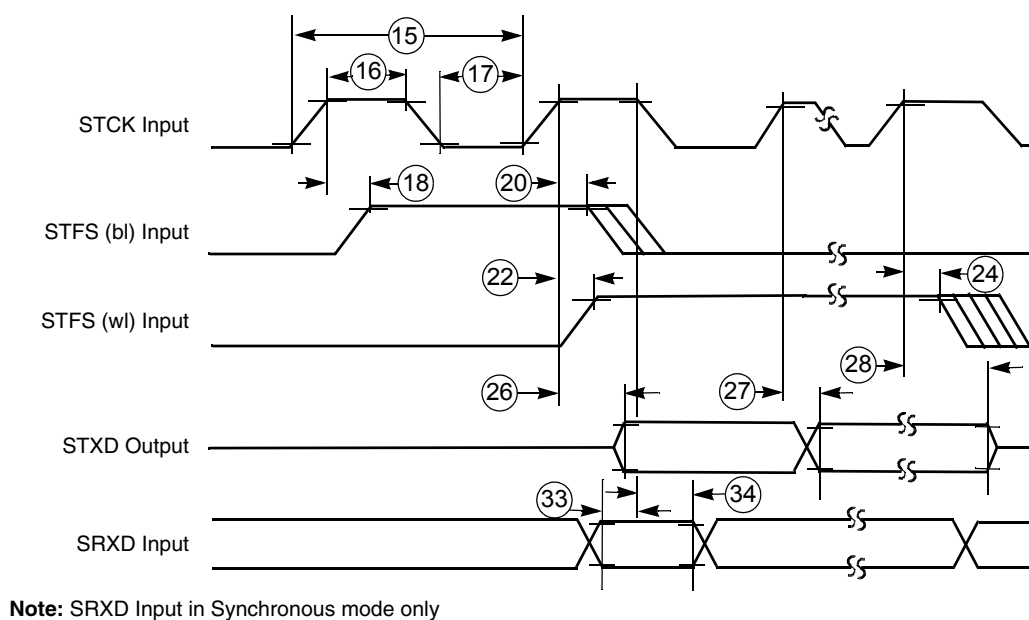 15
16
17
STCK Input
18
20
STFS (bl) Input
22
24
STFS (wl) Input
28
26
27
STXD Output
33
34
SRXD Input
Note: SRXD Input in Synchronous mode only